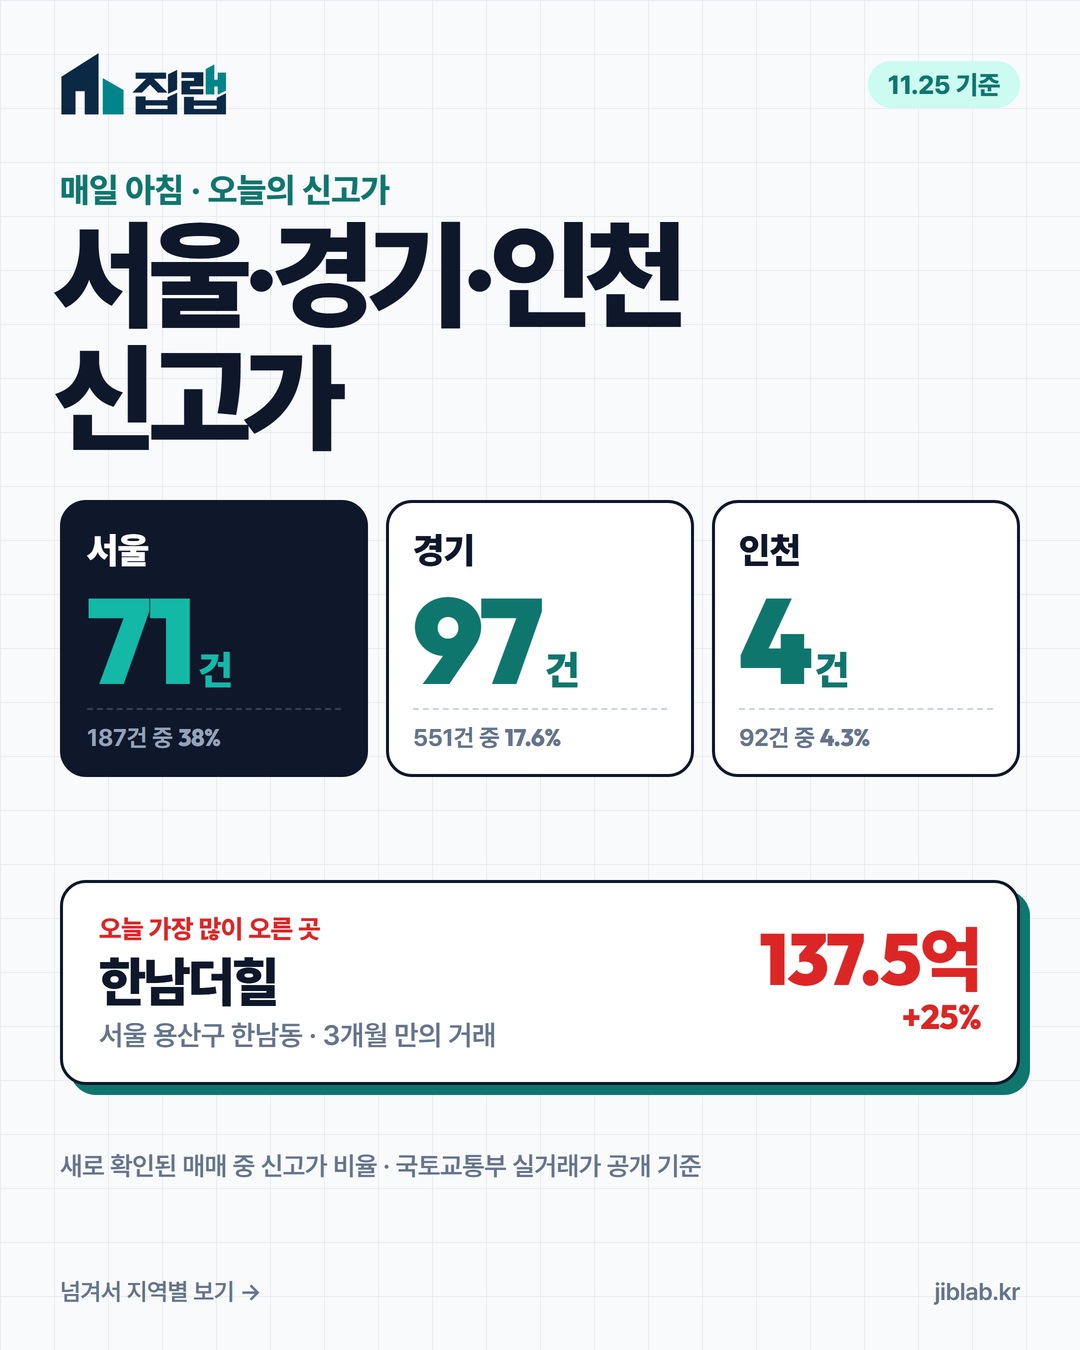 집랩
11.25 기준
매일 아침 · 오늘의 신고가
서울·경기·인천
신고가
서울
71건
187건 중 38%
경기
97건
551건 중 17.6%
인천
4건
92건 중 4.3%
오늘 가장 많이 오른 곳
한남더힐
서울 용산구 한남동 · 3개월 만의 거래
137.5억
+25%
새로 확인된 매매 중 신고가 비율 · 국토교통부 실거래가 공개 기준
넘겨서 지역별 보기 →
jiblab.kr